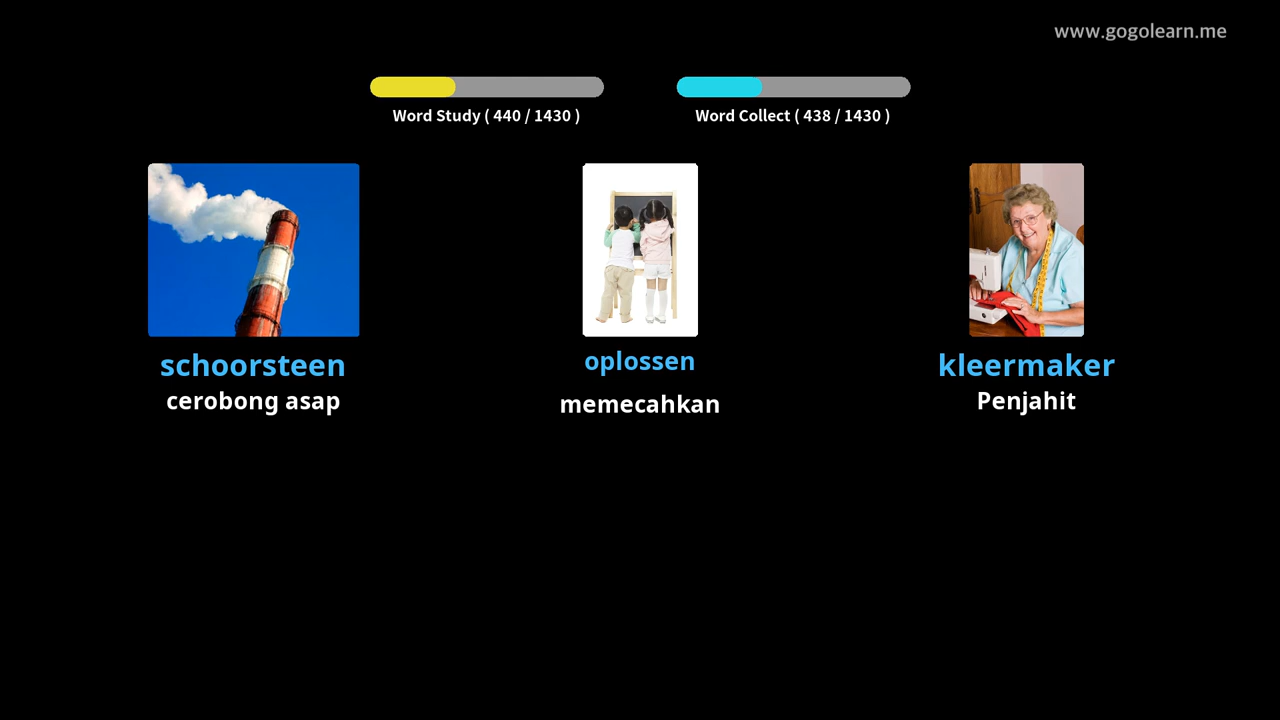 www.gogolearn.me
Word Study ( 440 / 1430 )
Word Collect ( 438 / 1430 )
schoorsteen
cerobong asap
oplossen
memecahkan
kleermaker
Penjahit